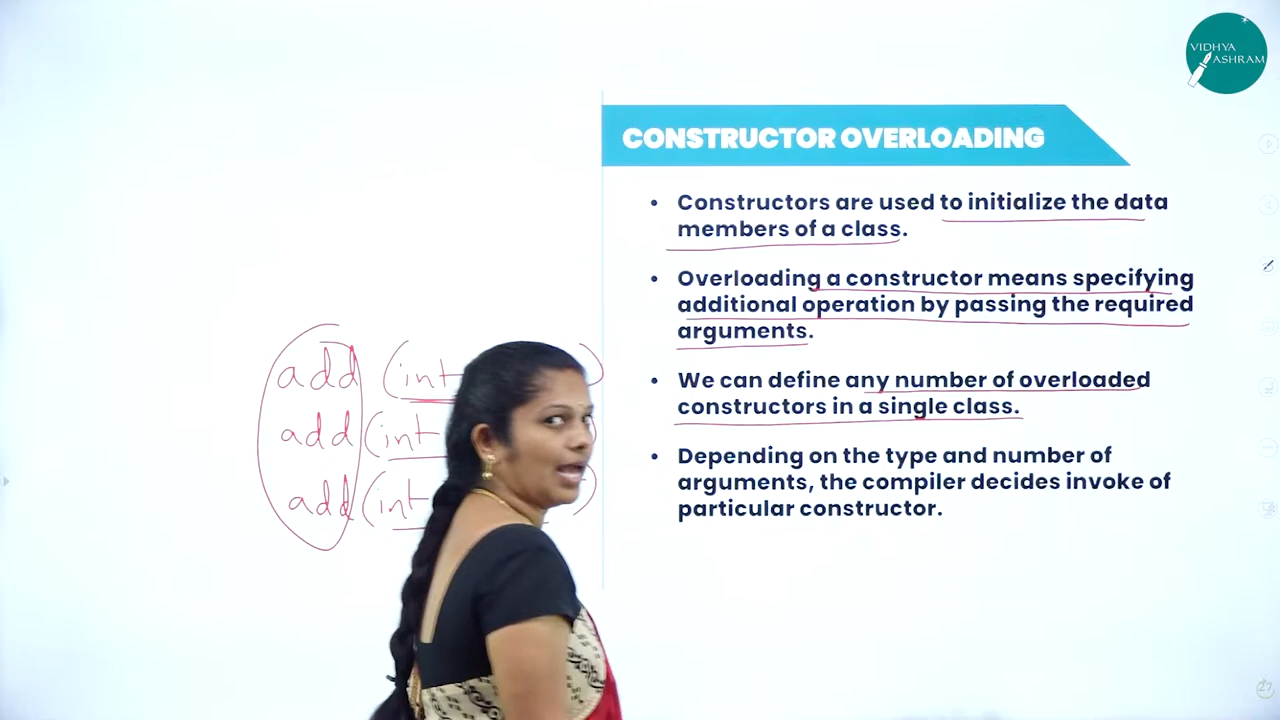 VIDHYA
ASHRAM
CONSTRUCTOR OVERLOADING
• Constructors are used to initialize the data
members of a class.
• Overloading a constructor means specifying
additional operation by passing the required
arguments.
• We can define any number of overloaded
constructors in a single class.
• Depending on the type and number of
arguments, the compiler decides invoke of
particular constructor.
add (int )
add (int
add (int )
27